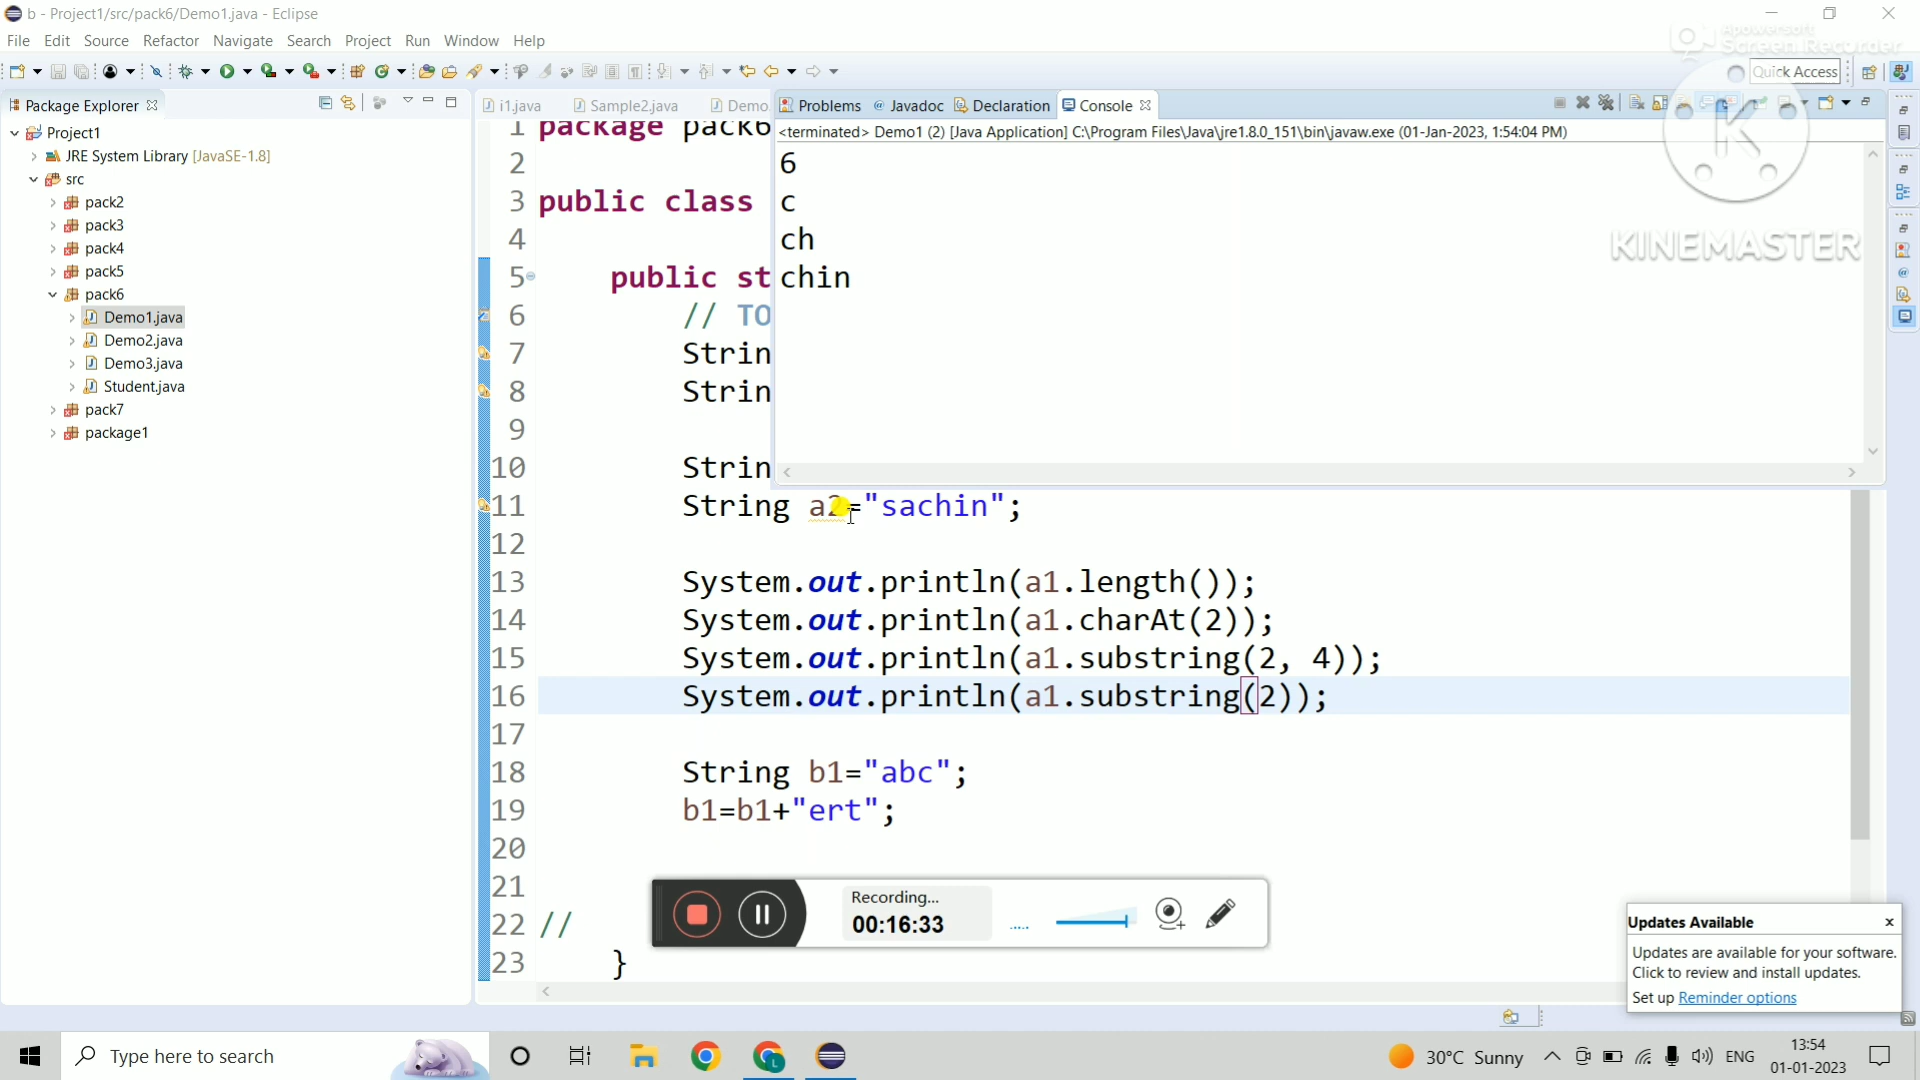 b - Project1/src/pack6/Demo1.java - Eclipse
File Edit Source Refactor Navigate Search Project Run Window Help
Apowersoft
Screen Recorder
Quick Access
Package Explorer
Project1
JRE System Library [JavaSE-1.8]
src
pack2
pack3
pack4
pack5
pack6
Demo1.java
Demo2.java
Demo3.java
Student.java
pack7
package1
i1.java Sample2.java Demo
1 package pack6
2
3 public class
4
5 public st
6 // TO
7 Strin
8 Strin
9
10 Strin
11 String a2="sachin";
12
13 System.out.println(a1.length());
14 System.out.println(a1.charAt(2));
15 System.out.println(a1.substring(2, 4));
16 System.out.println(a1.substring(2));
17
18 String b1="abc";
19 b1=b1+"ert";
20
21
22 //
23 }
Problems Javadoc Declaration Console
<terminated> Demo1 (2) [Java Application] C:\Program Files\Java\jre1.8.0_151\bin\javaw.exe (01-Jan-2023, 1:54:04 PM)
6
c
ch
chin
K
KINEMASTER
Recording...
00:16:33
Updates Available
Updates are available for your software.
Click to review and install updates.
Set up Reminder options
Type here to search
L
30°C Sunny
ENG
13:54
01-01-2023